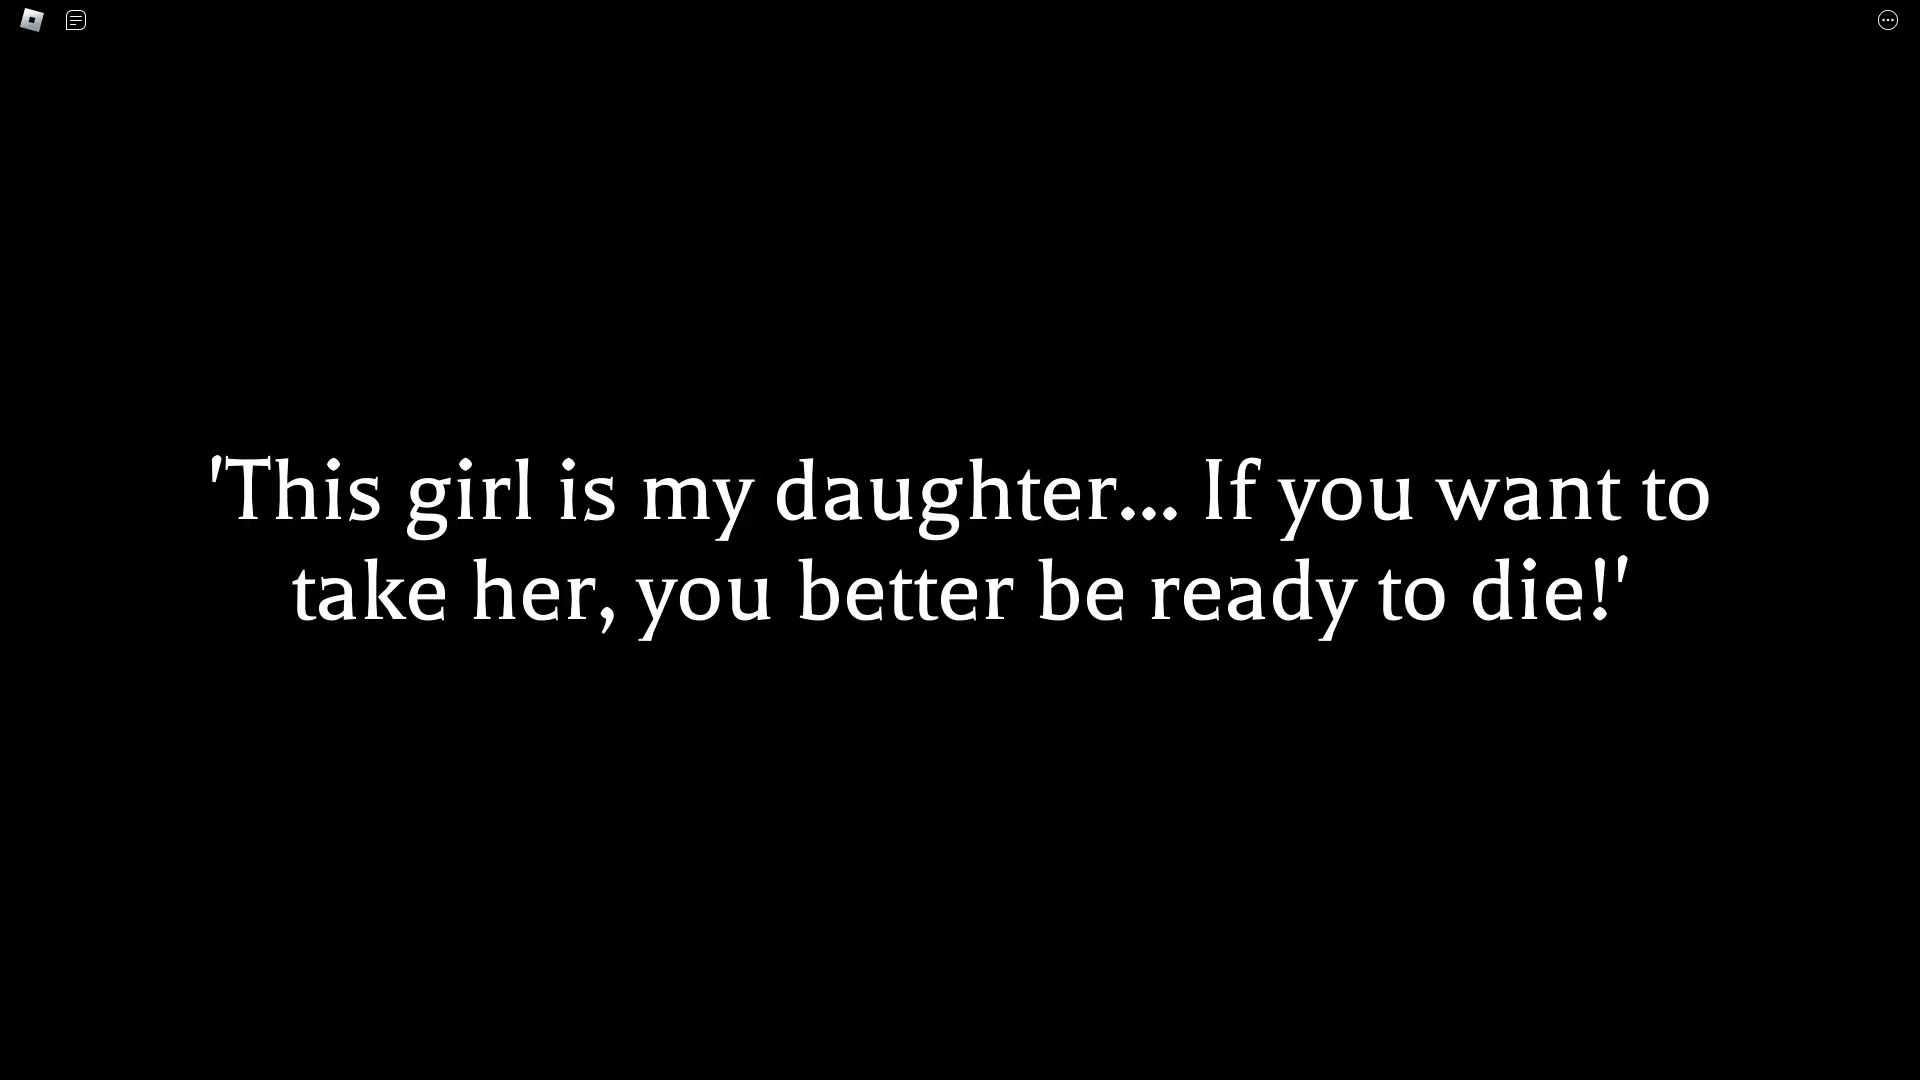 'This girl is my daughter... If you want to
take her, you better be ready to die!'